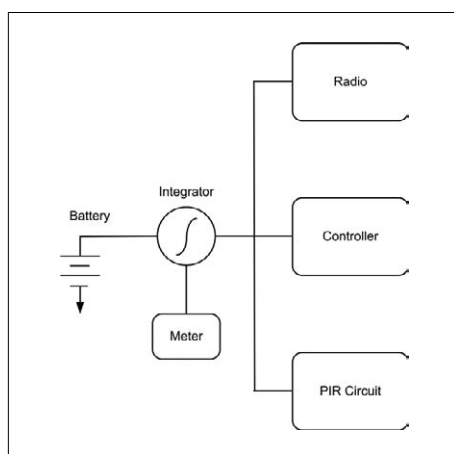 Radio
Integrator
Battery
Controller
Meter
PIR Circuit